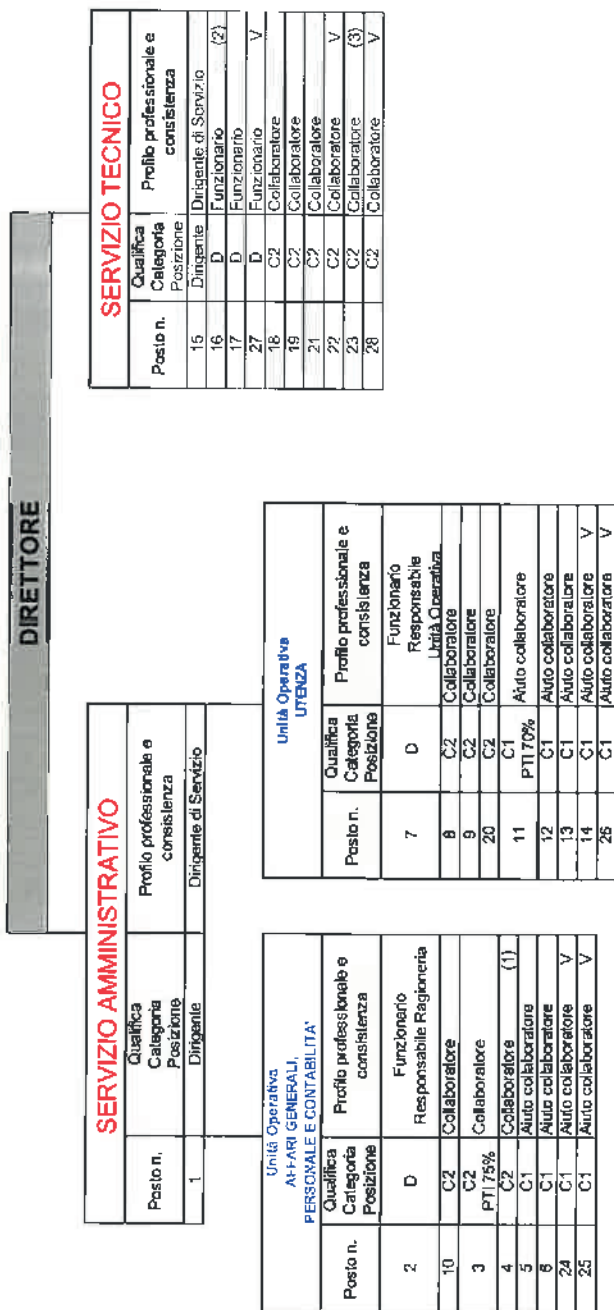 DIRETTORE
SERVIZIO AMMINISTRATIVO
Posto n. Qualifica Categoria Posizione Profilo professionale e consistenza
1 Dirigente Dirigente di Servizio
Unità Operativa
AFFARI GENERALI,
PERSONALE E CONTABILITA'
Posto n. Qualifica Categoria Posizione Profilo professionale e consistenza
2 D Funzionario Responsabile Ragioneria
10 C2 Collaboratore
3 C2 PTI 75% Collaboratore
4 C2 Collaboratore (1)
5 C1 Aiuto collaboratore
6 C1 Aiuto collaboratore
24 C1 Aiuto collaboratore V
25 C1 Aiuto collaboratore V
Unità Operativa
UTENZA
Posto n. Qualifica Categoria Posizione Profilo professionale e consistenza
7 D Funzionario Responsabile Unità Operativa
8 C2 Collaboratore
9 C2 Collaboratore
20 C2 Collaboratore
11 C1 PTI 70% Aiuto collaboratore
12 C1 Aiuto collaboratore
13 C1 Aiuto collaboratore
14 C1 Aiuto collaboratore V
26 C1 Aiuto collaboratore V
SERVIZIO TECNICO
Posto n. Qualifica Categoria Posizione Profilo professionale e consistenza
15 Dirigente Dirigente di Servizio
16 D Funzionario (2)
17 D Funzionario
27 D Funzionario V
18 C2 Collaboratore
19 C2 Collaboratore
21 C2 Collaboratore
22 C2 Collaboratore V
23 C2 Collaboratore (3)
28 C2 Collaboratore V